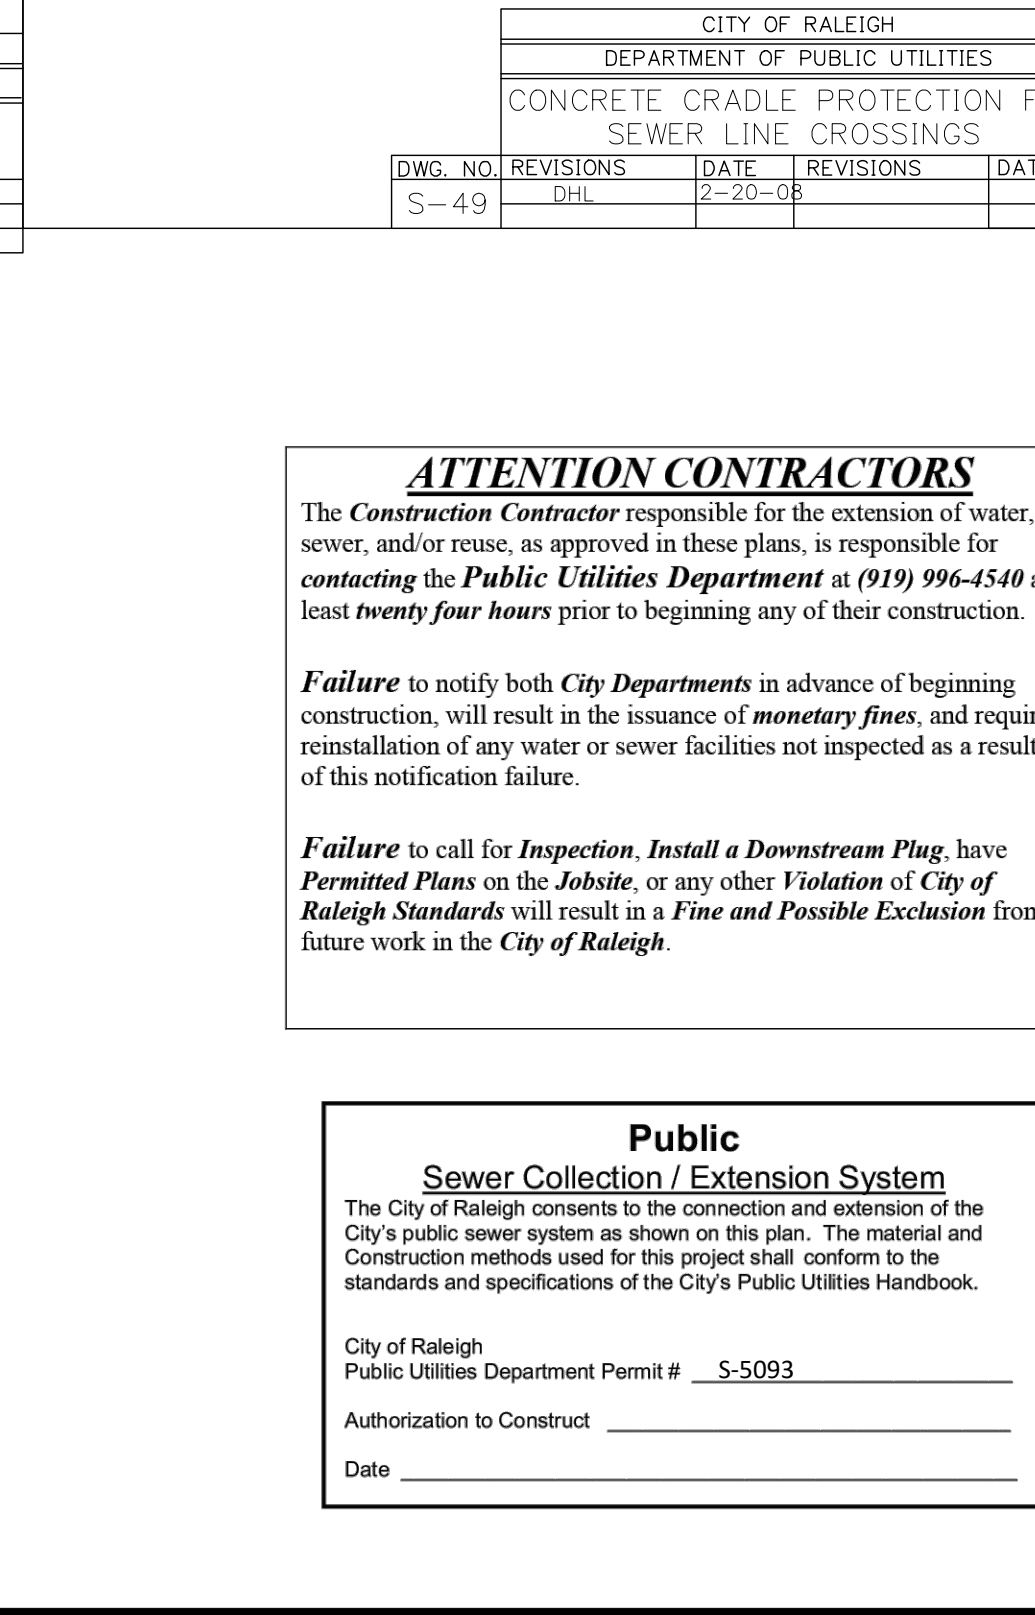 CITY OF RALEIGH
DEPARTMENT OF PUBLIC UTILITIES
CONCRETE CRADLE PROTECTION
SEWER LINE CROSSINGS
DWG. NO. REVISIONS DATE REVISIONS
S-49 DHL 2-20-08
ATTENTION CONTRACTORS
The Construction Contractor responsible for the extension of water,
sewer, and/or reuse, as approved in these plans, is responsible for
contacting the Public Utilities Department at (919) 996-4540
least twenty four hours prior to beginning any of their construction.
Failure to notify both City Departments in advance of beginning
construction, will result in the issuance of monetary fines, and
reinstallation of any water or sewer facilities not inspected as a result
of this notification failure.
Failure to call for Inspection, Install a Downstream Plug, have
Permitted Plans on the Jobsite, or any other Violation of City of
Raleigh Standards will result in a Fine and Possible Exclusion
future work in the City of Raleigh.
Public
Sewer Collection / Extension System
The City of Raleigh consents to the connection and extension of the
City's public sewer system as shown on this plan. The material and
Construction methods used for this project shall conform to the
standards and specifications of the City's Public Utilities Handbook.
City of Raleigh
Public Utilities Department Permit # S-5093
Authorization to Construct
Date